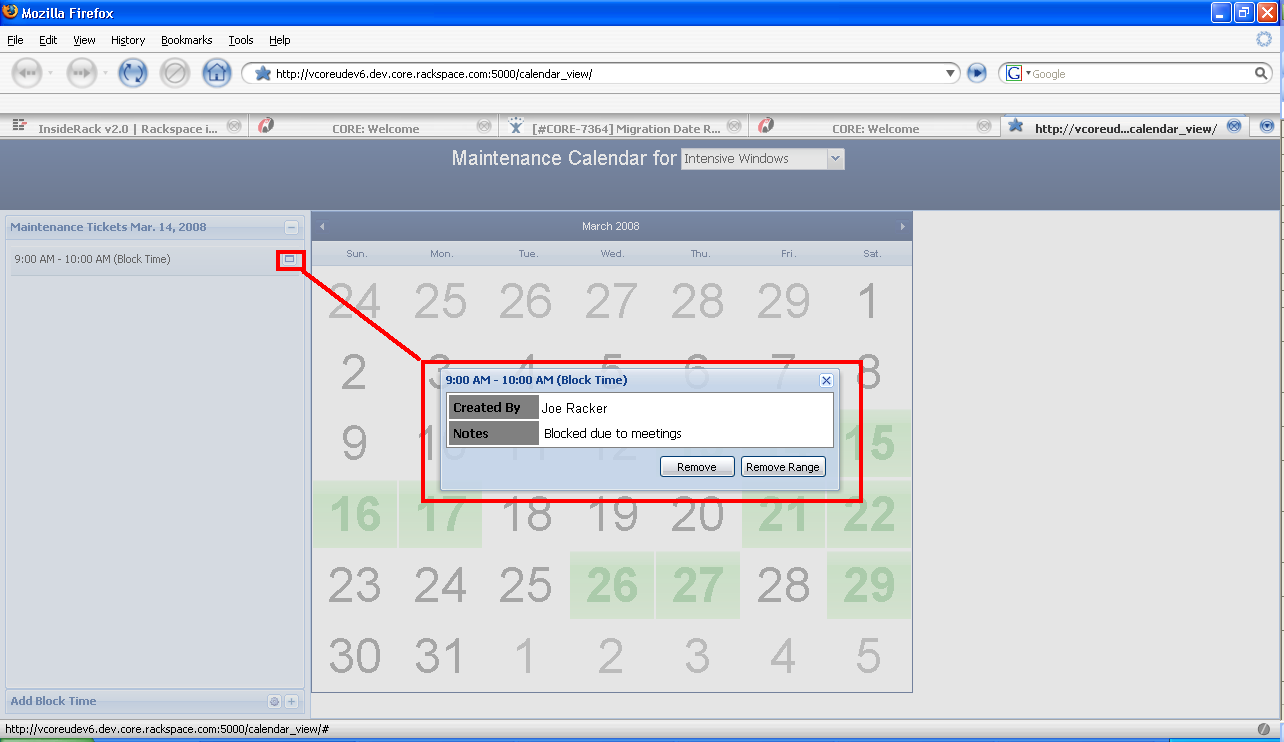 Mozilla Firefox
File Edit View History Bookmarks Tools Help
http://vcoreudev6.dev.core.rackspace.com:5000/calendar_view/
G Google
InsideRack v2.0 | Rackspace i...
CORE: Welcome
[#CORE-7364] Migration Date R...
CORE: Welcome
http://vcoreud...calendar_view/
Maintenance Calendar for Intensive Windows
Maintenance Tickets Mar. 14, 2008
9:00 AM - 10:00 AM (Block Time)
March 2008
Sun. Mon. Tue. Wed. Thu. Fri. Sat.
24 25 26 27 28 29 1
2 3 4 5 6 7 8
9:00 AM - 10:00 AM (Block Time)
Created By Joe Racker
Notes Blocked due to meetings
Remove Remove Range
9 12 15
16 17 18 19 20 21 22
23 24 25 26 27 28 29
30 31 1 2 3 4 5
Add Block Time
http://vcoreudev6.dev.core.rackspace.com:5000/calendar_view/#